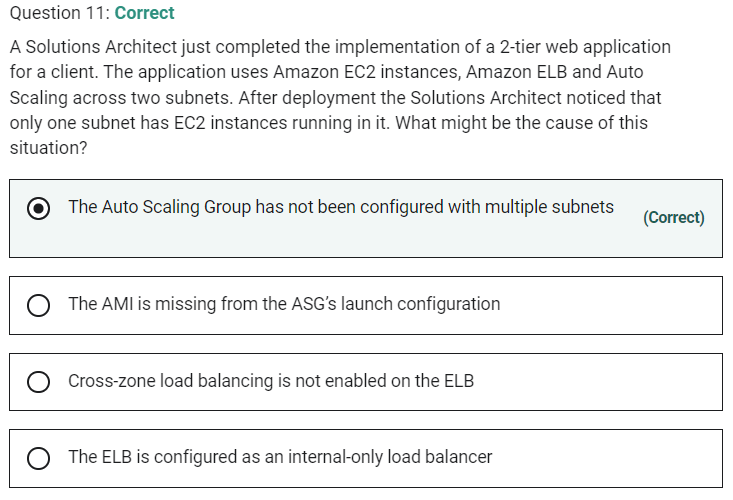 Question 11: Correct
A Solutions Architect just completed the implementation of a 2-tier web application
for a client. The application uses Amazon EC2 instances, Amazon ELB and Auto
Scaling across two subnets. After deployment the Solutions Architect noticed that
only one subnet has EC2 instances running in it. What might be the cause of this
situation?
The Auto Scaling Group has not been configured with multiple subnets
(Correct)
The AMI is missing from the ASG’s launch configuration
Cross-zone load balancing is not enabled on the ELB
The ELB is configured as an internal-only load balancer